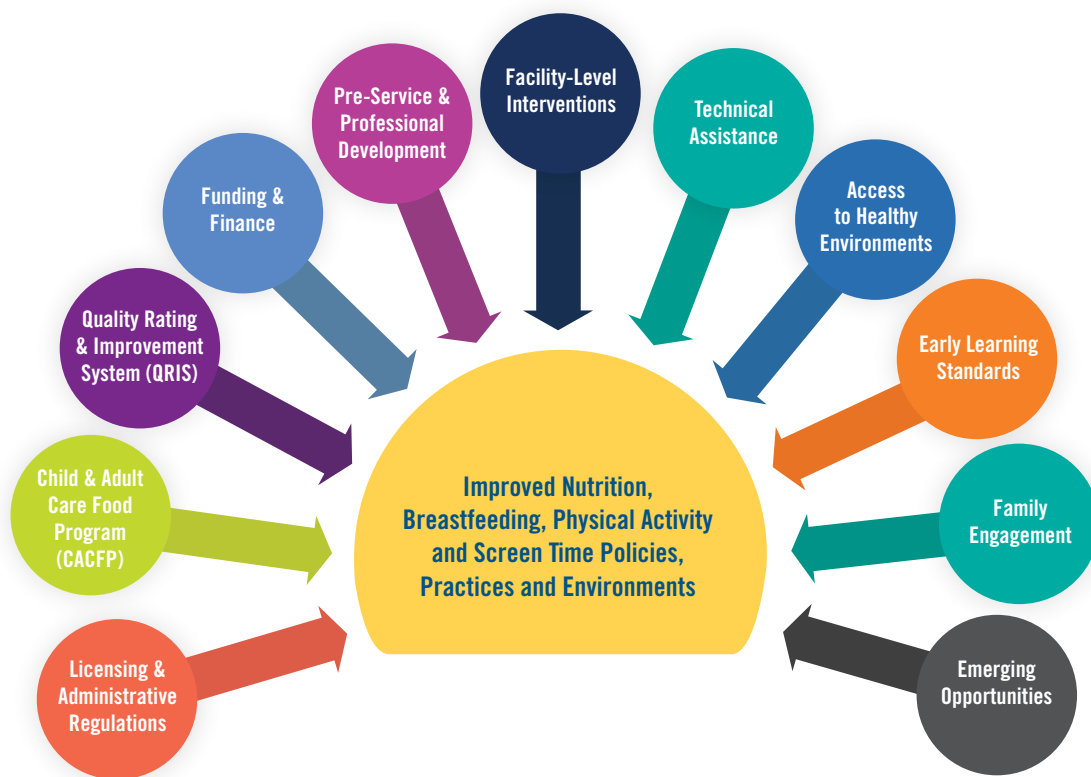 Facility-Level
Interventions
Pre-Service &
Professional
Development
Technical
Assistance
Funding &
Finance
Access
to Healthy
Environments
Quality Rating
& Improvement
System (QRIS)
Early Learning
Standards
Child & Adult
Care Food
Program
(CACFP)
Improved Nutrition,
Breastfeeding, Physical Activity
and Screen Time Policies,
Practices and Environments
Family
Engagement
Licensing &
Administrative
Regulations
Emerging
Opportunities